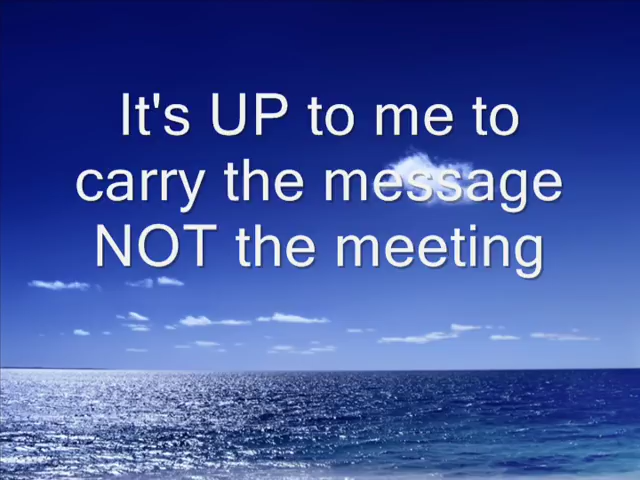 It's UP to me to
carry the message
NOT the meeting